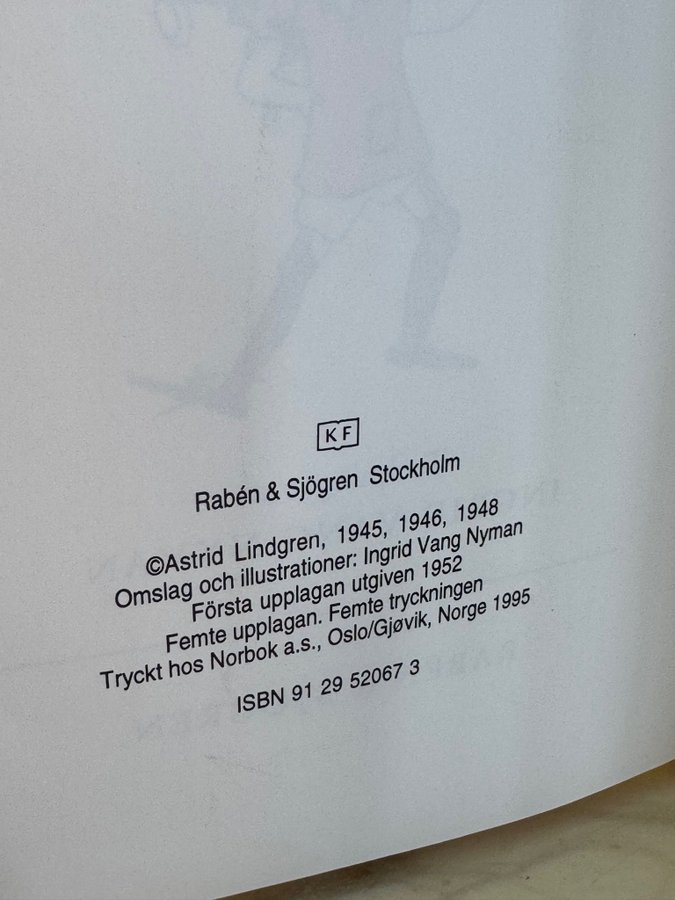 KF
Rabén & Sjögren Stockholm
©Astrid Lindgren, 1945, 1946, 1948
Omslag och illustrationer: Ingrid Vang Nyman
Första upplagan utgiven 1952
Femte upplagan. Femte tryckningen
Tryckt hos Norbok a.s., Oslo/Gjøvik, Norge 1995
ISBN 91 29 52067 3